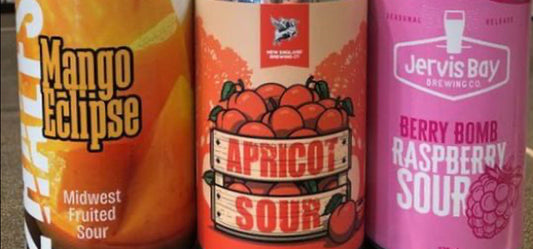 Mango
Eclipse
Midwest
Fruited
Sour
NEW ENGLAND
BREWING CO
APRICOT
SOUR
SEASONAL RELEASE
Jervis Bay
BREWING CO.
BERRY BOMB
RASPBERRY
SOUR